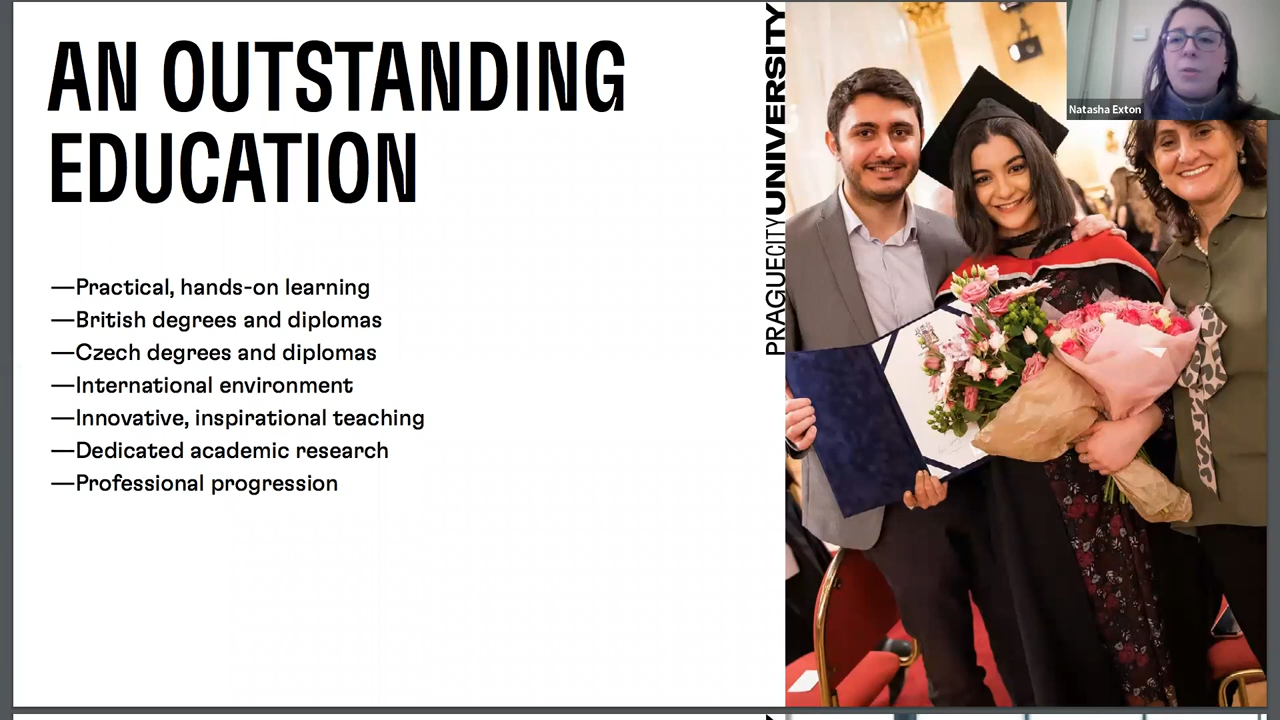 AN OUTSTANDING
EDUCATION
—Practical, hands-on learning
—British degrees and diplomas
—Czech degrees and diplomas
—International environment
—Innovative, inspirational teaching
—Dedicated academic research
—Professional progression
PRAGUECITYUNIVERSITY
Natasha Exton